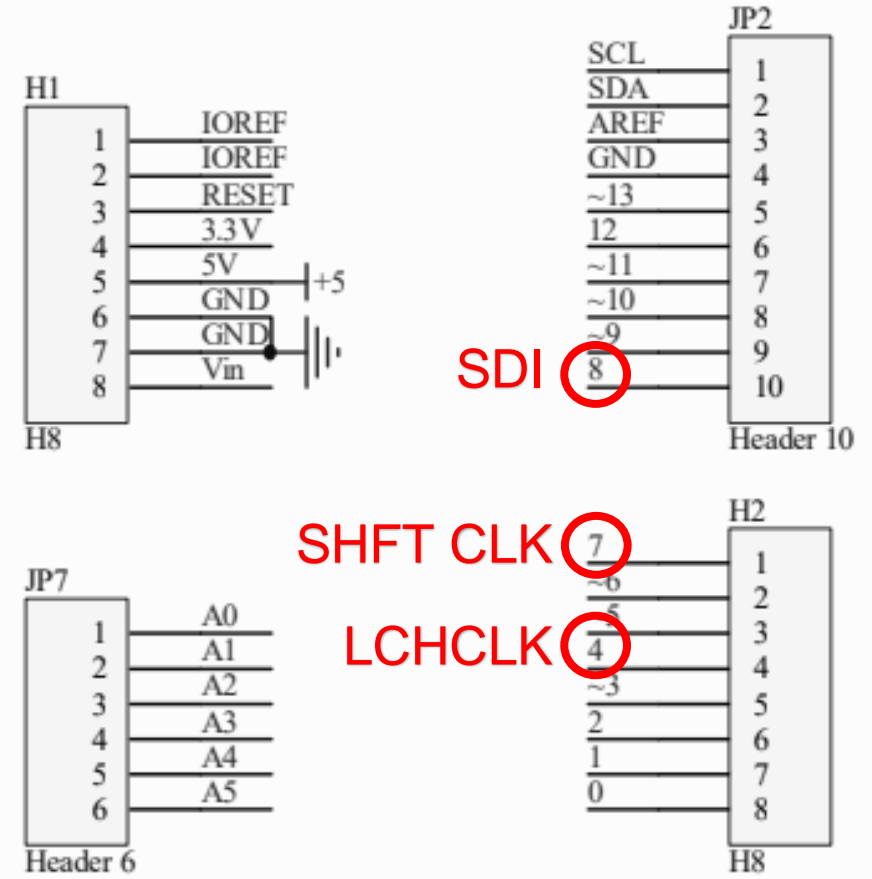 H1
1 IOREF
2 IOREF
3 RESET
4 3.3V
5 5V +5
6 GND
7 GND
8 Vin
H8
JP2
SCL 1
SDA 2
AREF 3
GND 4
~13 5
12 6
~11 7
~10 8
~9 9
SDI 8 10
Header 10
JP7
1 A0
2 A1
3 A2
4 A3
5 A4
6 A5
Header 6
H2
SHFT CLK 7 1
~6 2
5 3
LCHCLK 4 4
~3 5
2 6
1 7
0 8
H8